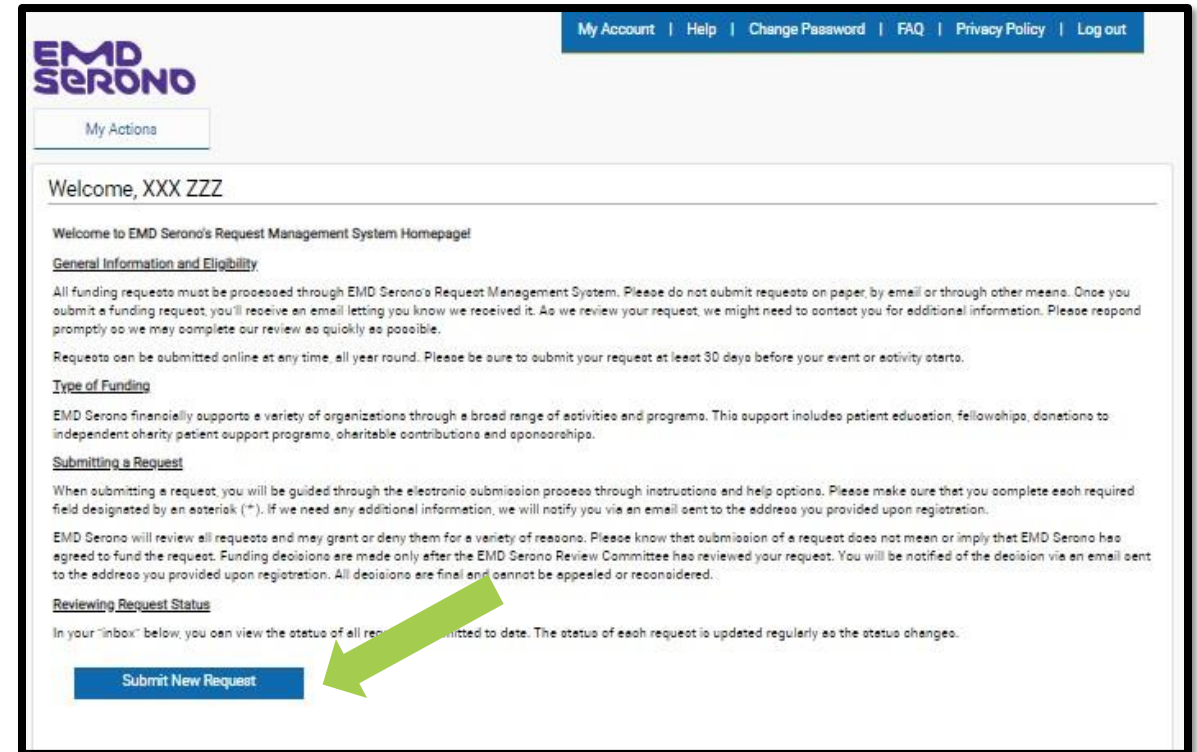 My Account | Help | Change Password | FAQ | Privacy Policy | Log out
EMD
SERONO
My Actions
Welcome, XXX ZZZ
Welcome to EMD Serono's Request Management System Homepage!
General Information and Eligibility
All funding requests must be processed through EMD Serono's Request Management System. Please do not submit requests on paper, by email or through other means. Once you
submit a funding request, you'll receive an email letting you know we received it. As we review your request, we might need to contact you for additional information. Please respond
promptly so we may complete our review as quickly as possible.
Requests can be submitted online at any time, all year round. Please be sure to submit your request at least 30 days before your event or activity starts.
Type of Funding
EMD Serono financially supports a variety of organizations through a broad range of activities and programs. This support includes patient education, fellowships, donations to
independent charity patient support programs, charitable contributions and sponsorships.
Submitting a Request
When submitting a request, you will be guided through the electronic submission process through instructions and help options. Please make sure that you complete each required
field designated by an asterisk (*). If we need any additional information, we will notify you via an email sent to the address you provided upon registration.
EMD Serono will review all requests and may grant or deny them for a variety of reasons. Please know that submission of a request does not mean or imply that EMD Serono has
agreed to fund the request. Funding decisions are made only after the EMD Serono Review Committee has reviewed your request. You will be notified of the decision via an email sent
to the address you provided upon registration. All decisions are final and cannot be appealed or reconsidered.
Reviewing Request Status
In your "inbox" below, you can view the status of all to date. The status of each request is updated regularly as the status changes.
Submit New Request